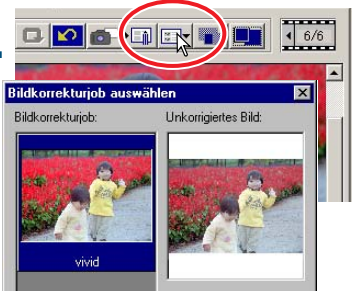 6/6
Bildkorrekturjob auswählen
Bildkorrekturjob:
Unkorrigiertes Bild:
vivid